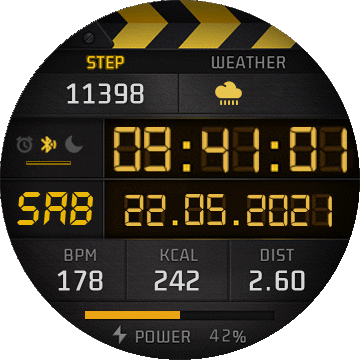 STEP WEATHER
11398
09:41:01
SAB 22.05.2021
BPM KCAL DIST
178 242 2.60
POWER 42%